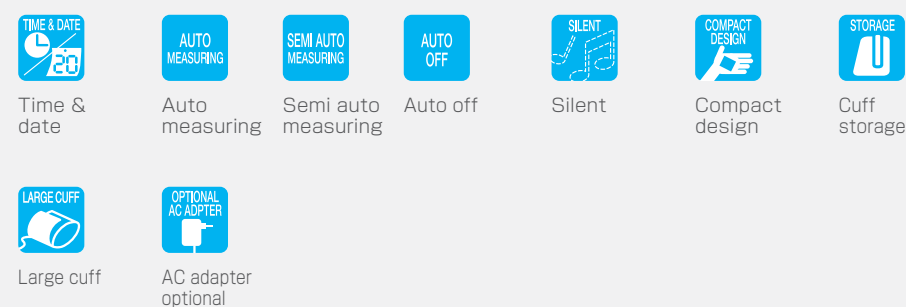 TIME & DATE
20
Time &
date
AUTO
MEASURING
Auto
measuring
SEMI AUTO
MEASURING
Semi auto
measuring
AUTO
OFF
Auto off
SILENT
Silent
COMPACT
DESIGN
Compact
design
STORAGE
Cuff
storage
LARGE CUFF
Large cuff
OPTIONAL
AC ADPTER
AC adapter
optional